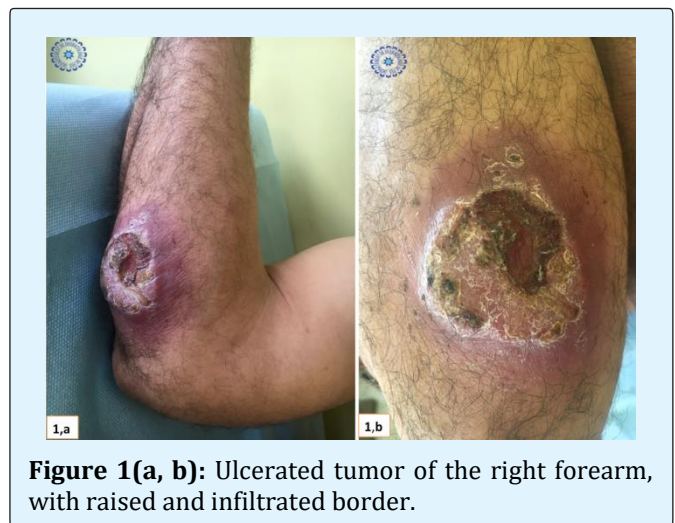 1,a
1,b
Figure 1(a, b): Ulcerated tumor of the right forearm,
with raised and infiltrated border.